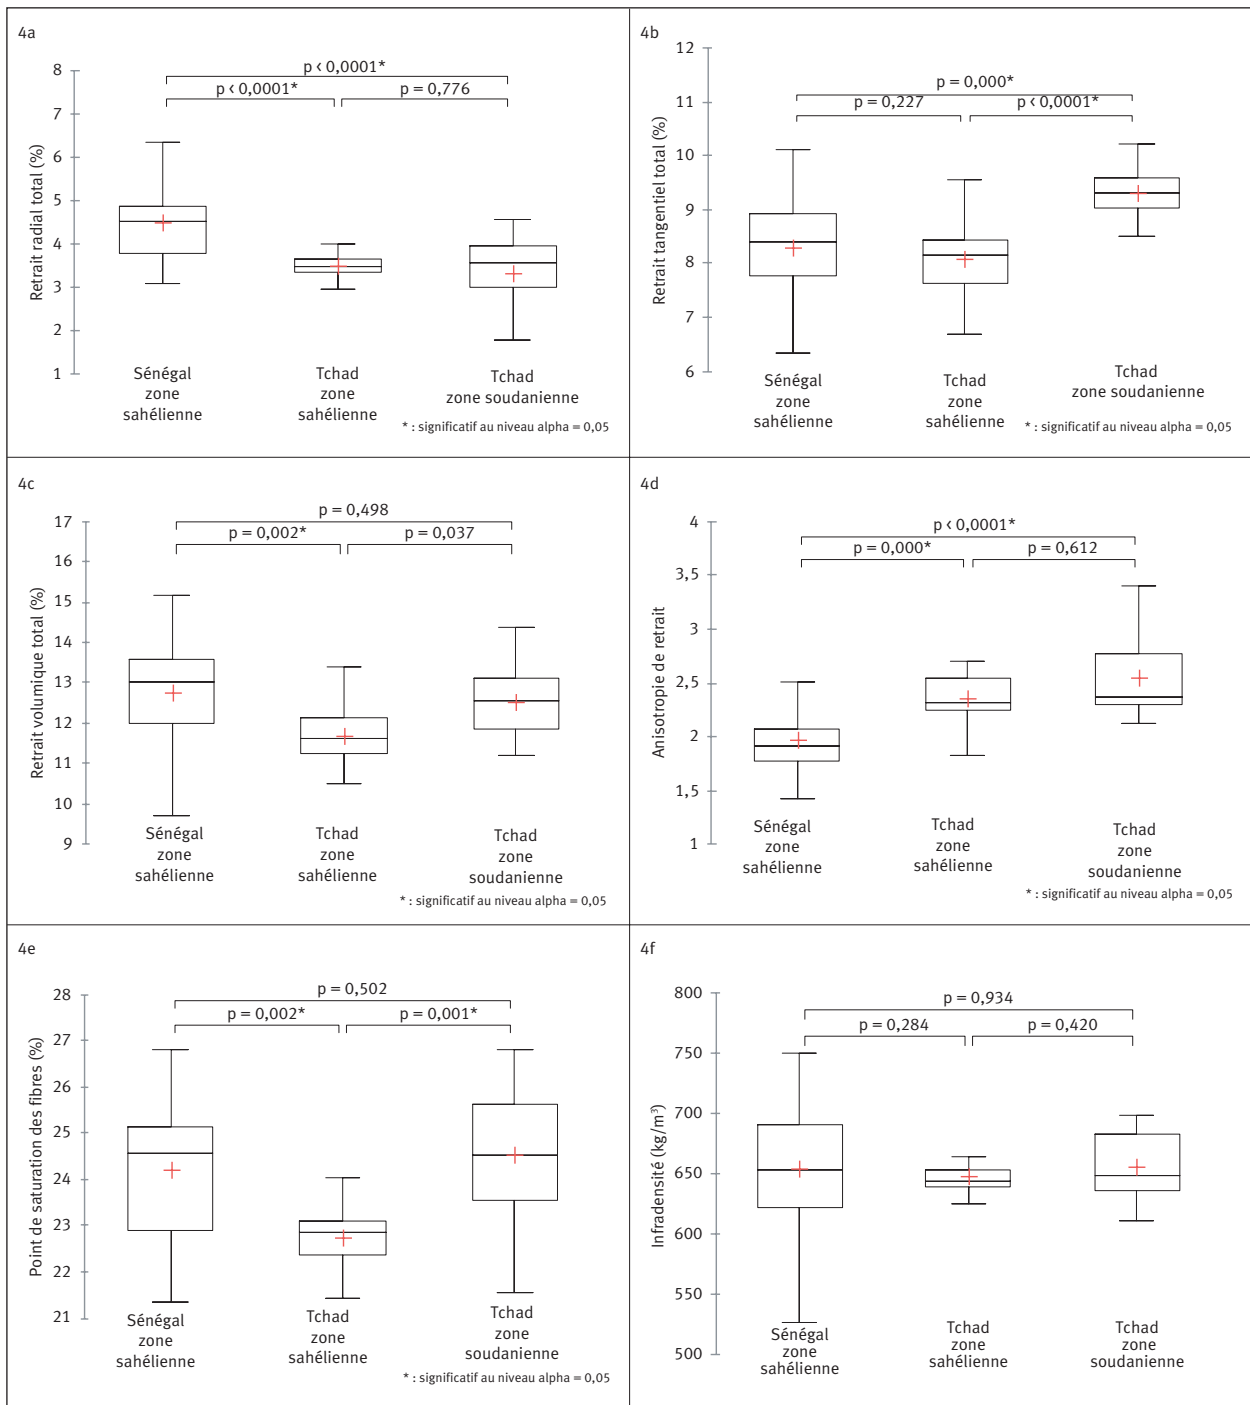 4a
p < 0,0001*
p < 0,0001*
p = 0,776
Retrait radial total (%)
8
7
6
5
4
3
2
1
Sénégal
zone
sahélienne
Tchad
zone
sahélienne
Tchad
zone soudanienne
* : significatif au niveau alpha = 0,05
4b
p = 0,000*
p = 0,227
p < 0,0001*
Retrait tangentiel total (%)
12
11
10
9
8
7
6
Sénégal
zone
sahélienne
Tchad
zone
sahélienne
Tchad
zone soudanienne
* : significatif au niveau alpha = 0,05
4c
p = 0,498
p = 0,002*
p = 0,037
Retrait volumique total (%)
17
16
15
14
13
12
11
10
9
Sénégal
zone
sahélienne
Tchad
zone
sahélienne
Tchad
zone
soudanienne
* : significatif au niveau alpha = 0,05
4d
p < 0,0001*
p = 0,000*
p = 0,612
Anisotropie de retrait
4
3,5
3
2,5
2
1,5
1
Sénégal
zone
sahélienne
Tchad
zone
sahélienne
Tchad
zone
soudanienne
* : significatif au niveau alpha = 0,05
4e
p = 0,502
p = 0,002*
p = 0,001*
Point de saturation des fibres (%)
28
27
26
25
24
23
22
21
Sénégal
zone
sahélienne
Tchad
zone
sahélienne
Tchad
zone
soudanienne
* : significatif au niveau alpha = 0,05
4f
p = 0,934
p = 0,284
p = 0,420
Infradensité (kg/m³)
800
750
700
650
600
550
500
Sénégal
zone
sahélienne
Tchad
zone
sahélienne
Tchad
zone
soudanienne